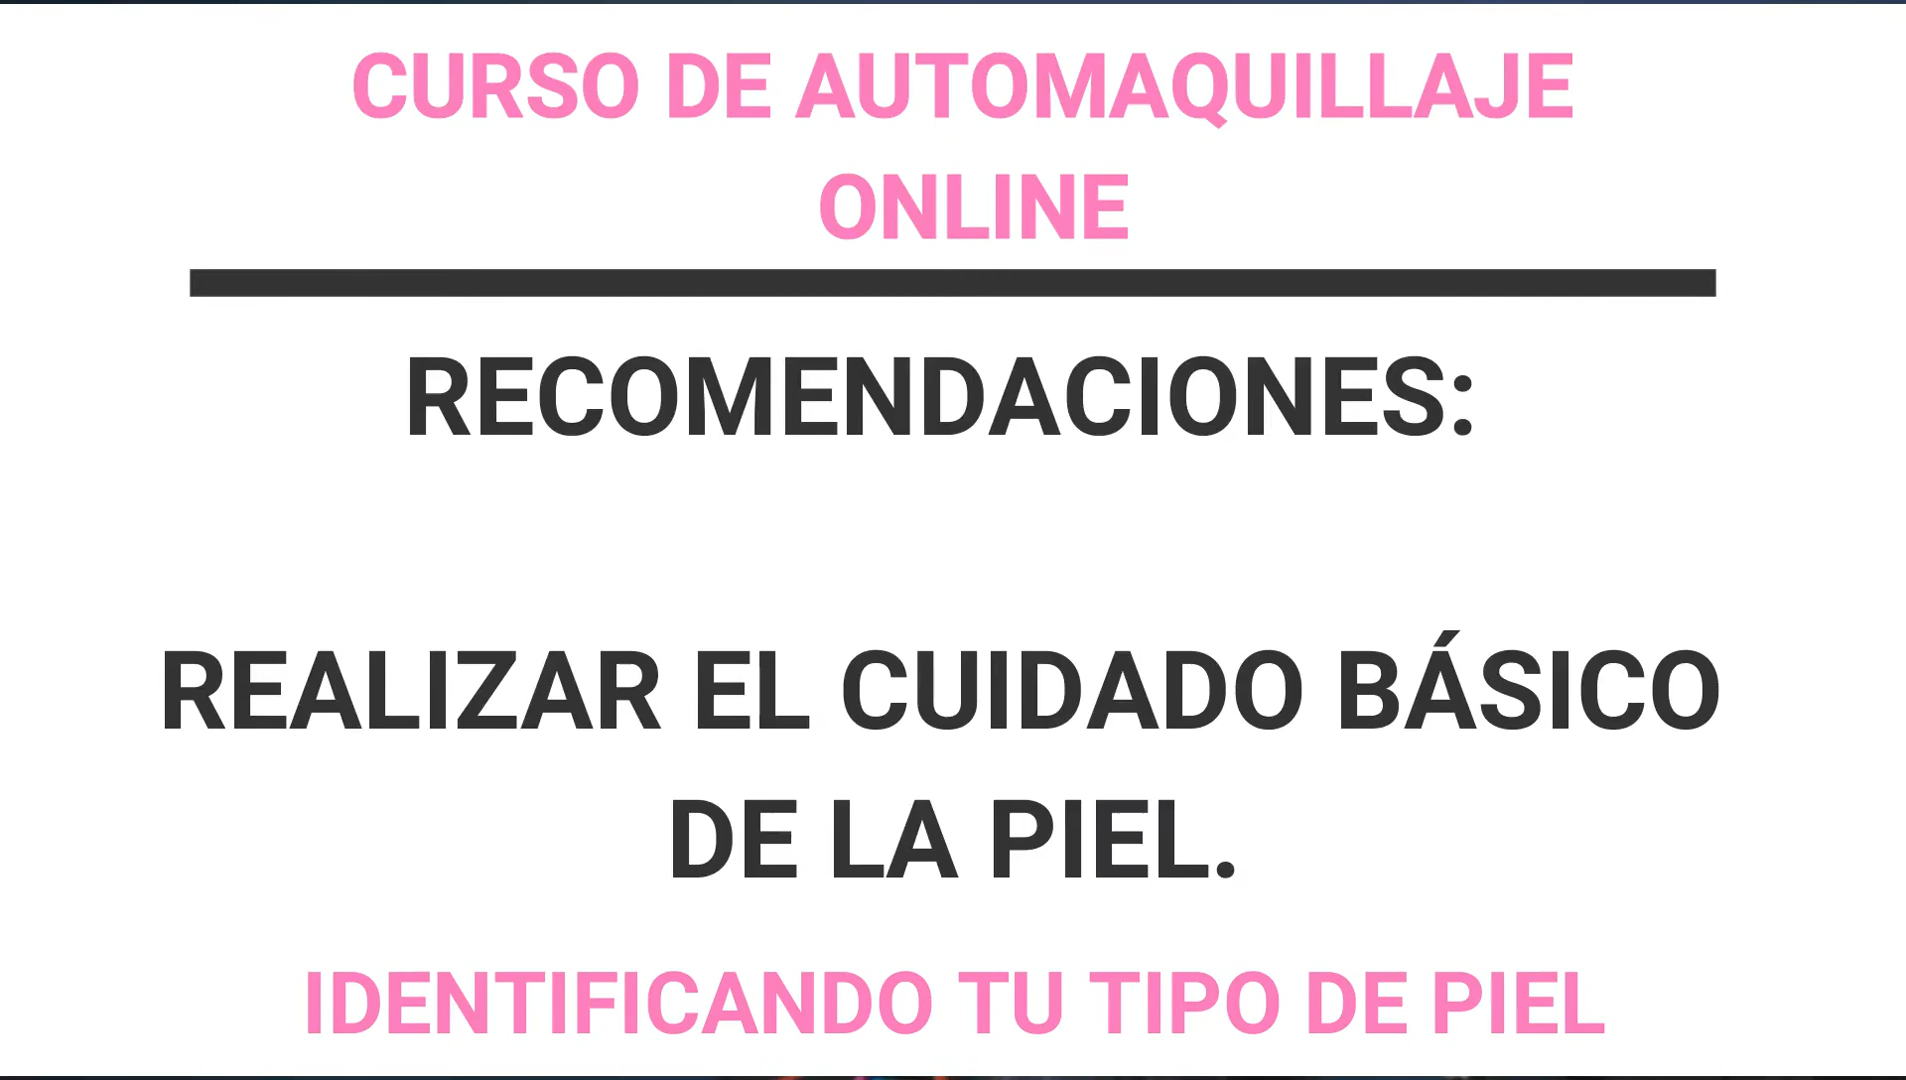 CURSO DE AUTOMAQUILLAJE
ONLINE
RECOMENDACIONES:
REALIZAR EL CUIDADO BÁSICO
DE LA PIEL.
IDENTIFICANDO TU TIPO DE PIEL